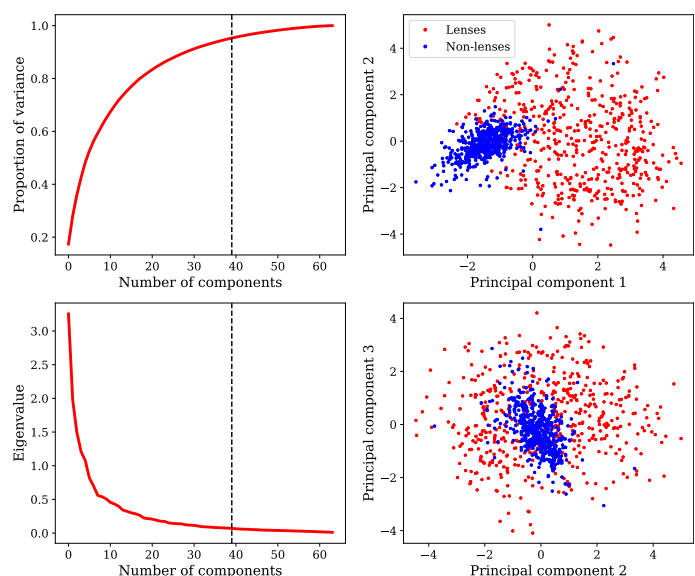 1.0
0.8
0.6
0.4
0.2
Proportion of variance
0 10 20 30 40 50 60
Number of components
Lenses
Non-lenses
4
2
0
−2
−4
Principal component 2
−2 0 2 4
Principal component 1
3.0
2.5
2.0
1.5
1.0
0.5
0.0
Eigenvalue
0 10 20 30 40 50 60
Number of components
4
2
0
−2
−4
Principal component 3
−4 −2 0 2 4
Principal component 2